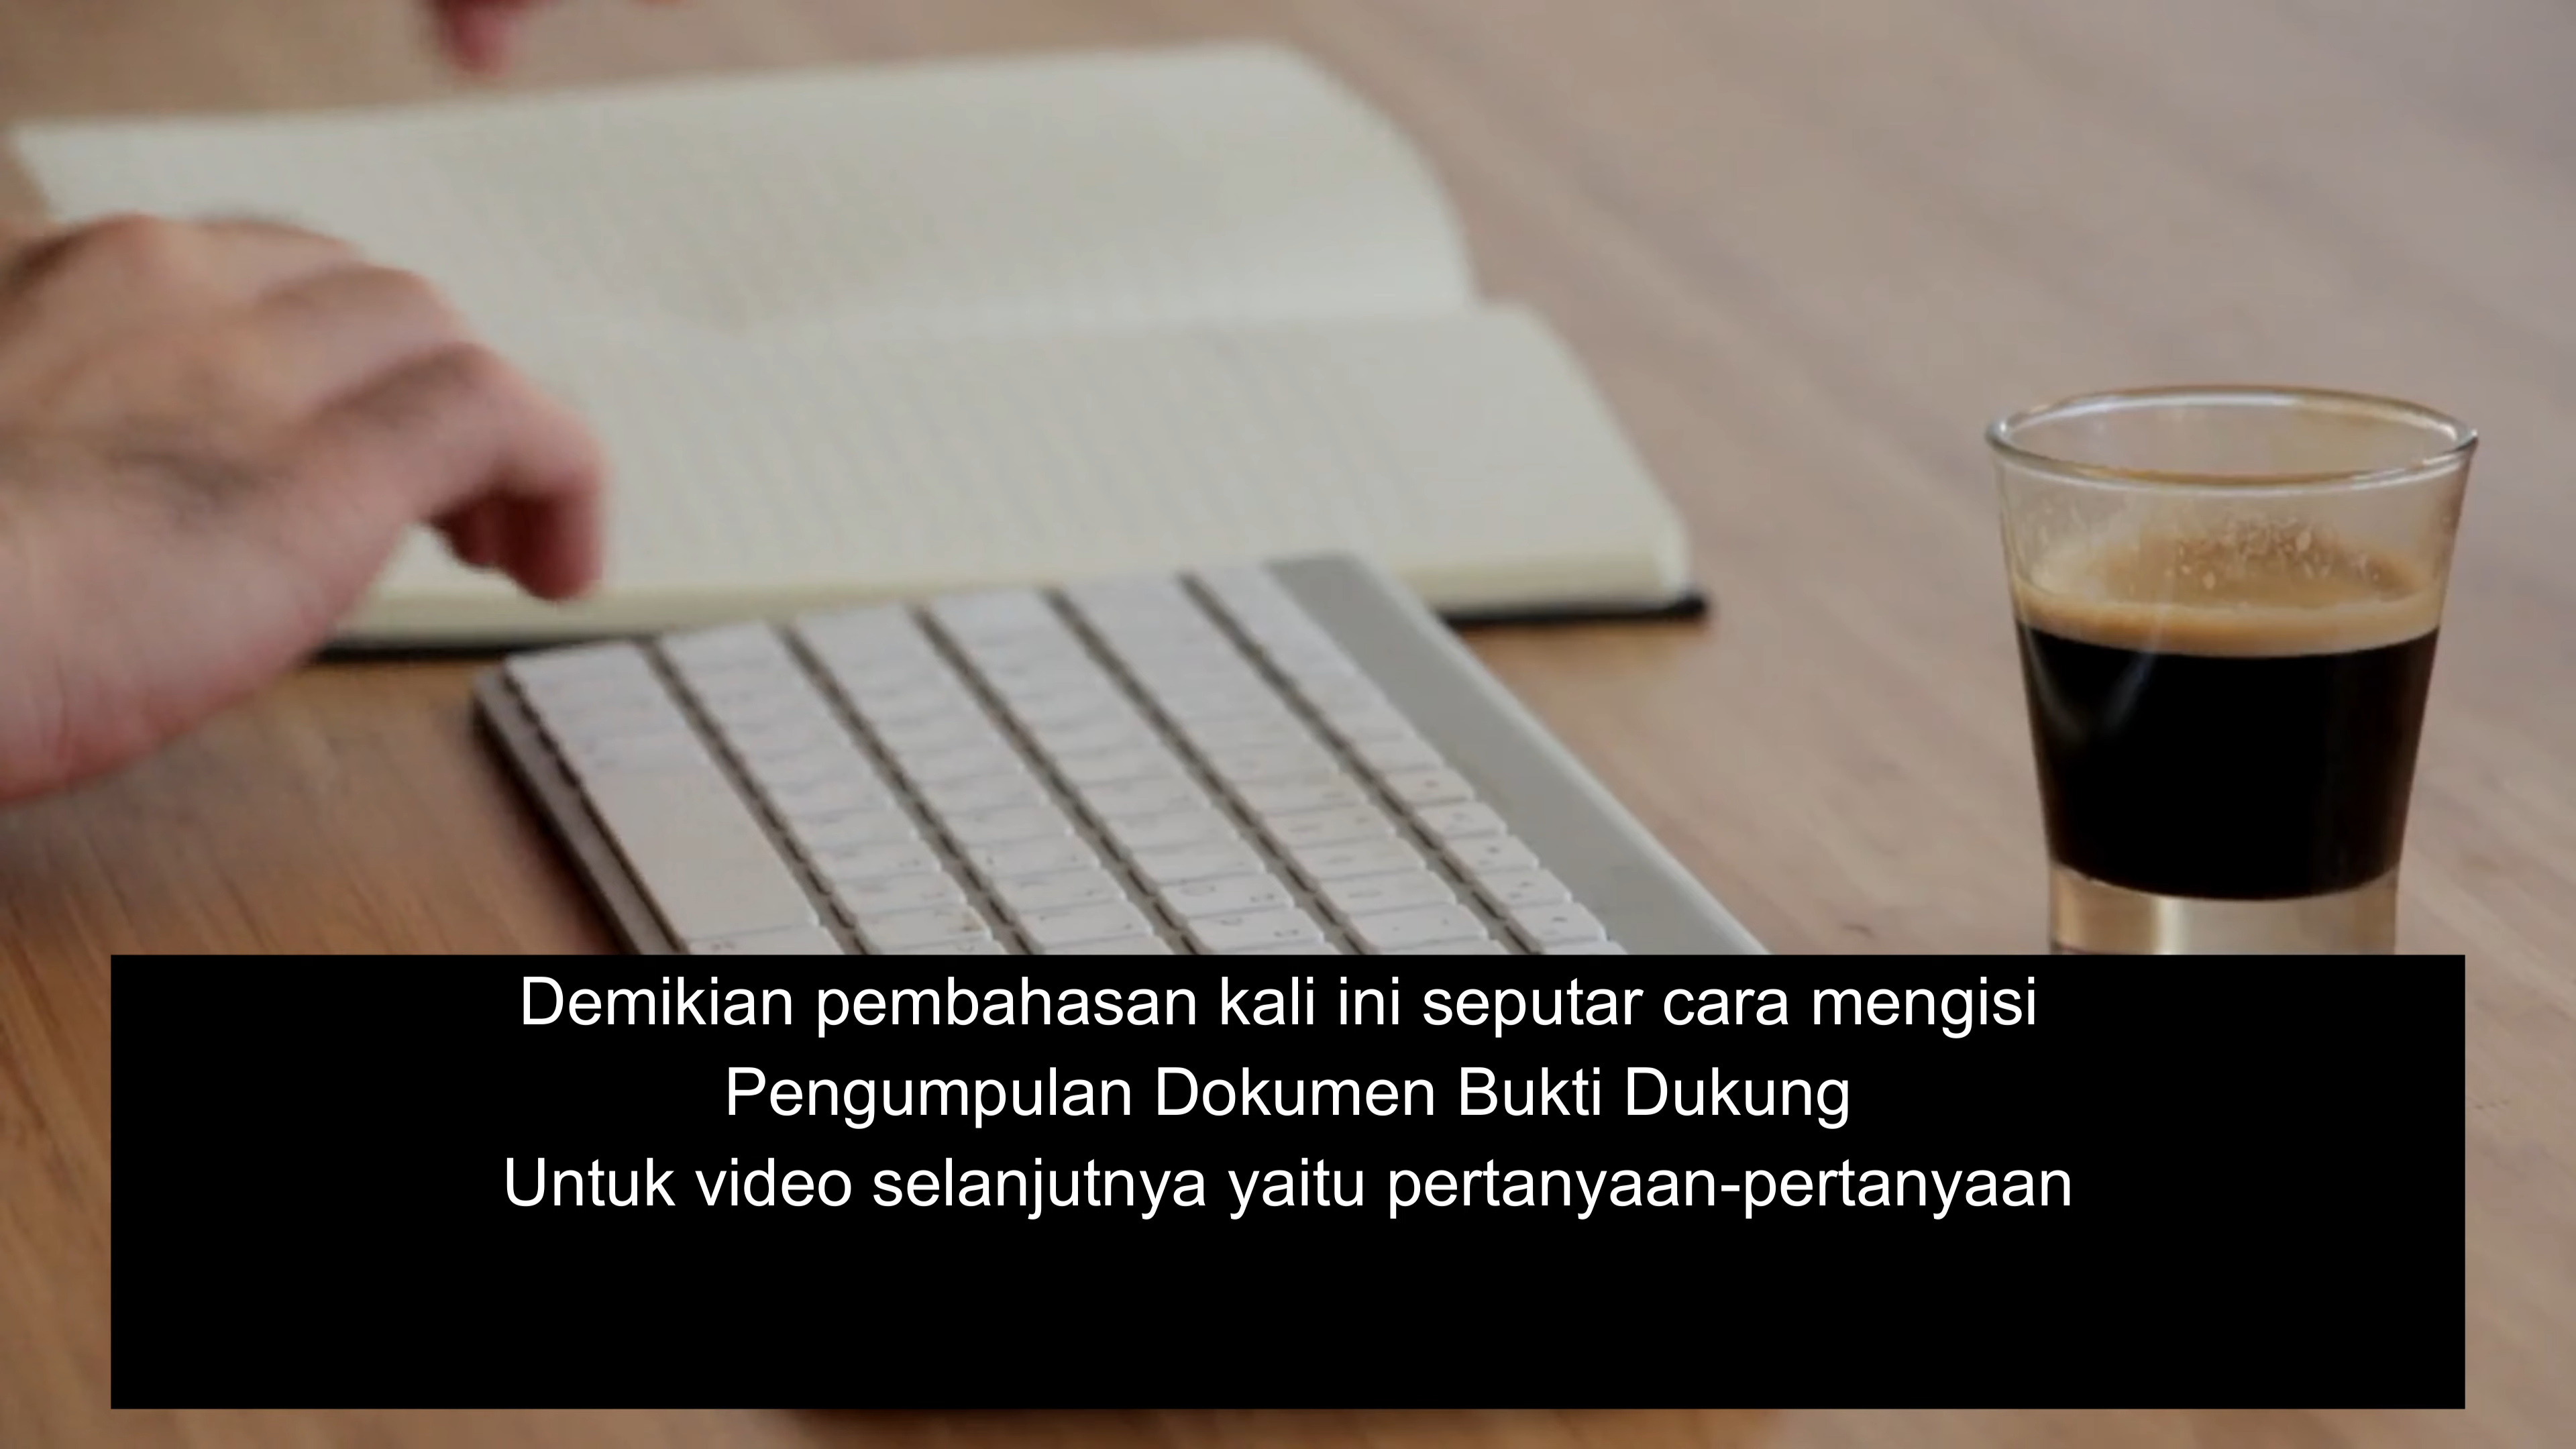 Demikian pembahasan kali ini seputar cara mengisi
Pengumpulan Dokumen Bukti Dukung
Untuk video selanjutnya yaitu pertanyaan-pertanyaan